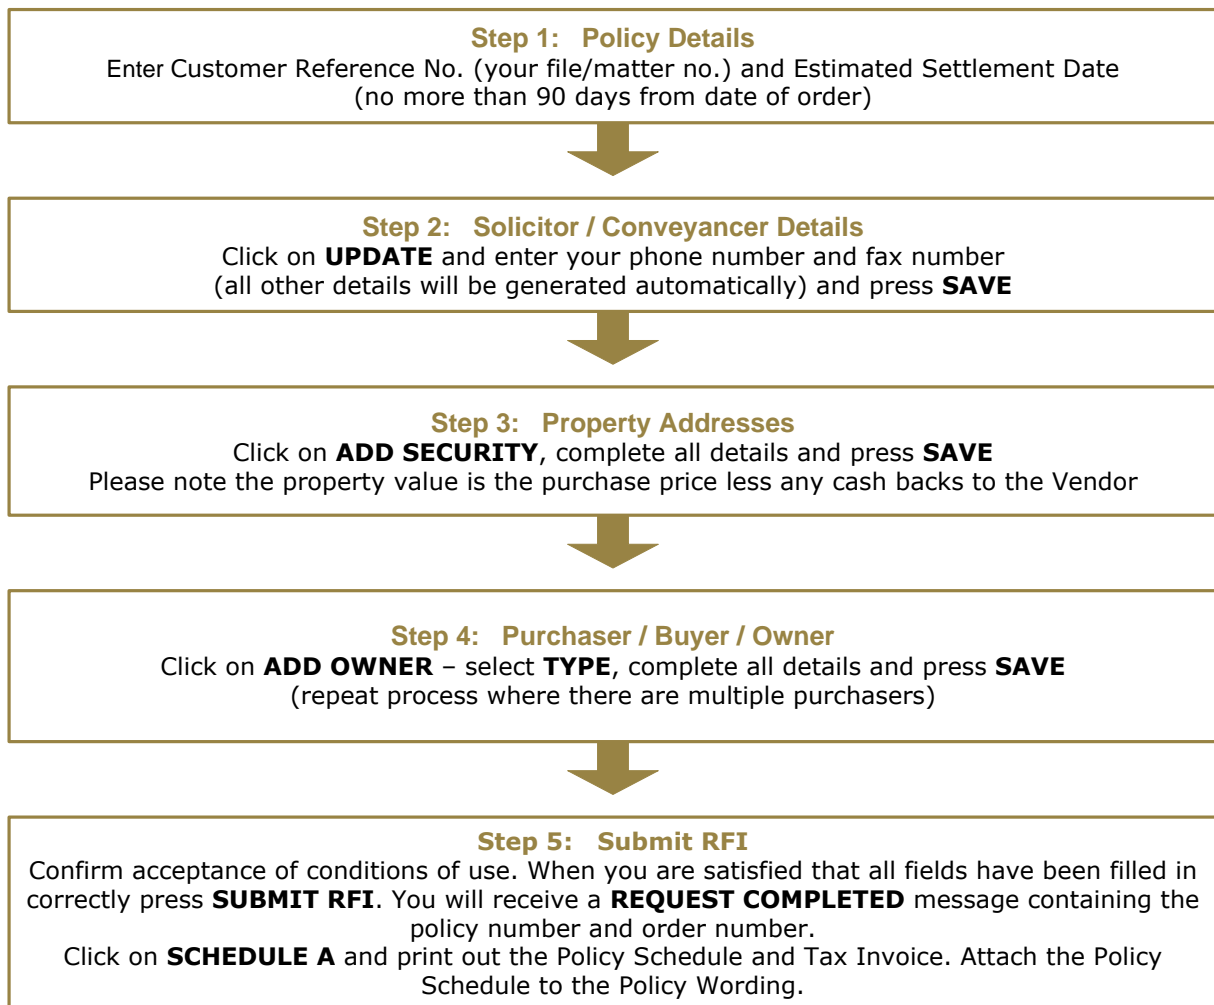 Step 1: Policy Details
Enter Customer Reference No. (your file/matter no.) and Estimated Settlement Date
(no more than 90 days from date of order)
Step 2: Solicitor / Conveyancer Details
Click on UPDATE and enter your phone number and fax number
(all other details will be generated automatically) and press SAVE
Step 3: Property Addresses
Click on ADD SECURITY, complete all details and press SAVE
Please note the property value is the purchase price less any cash backs to the Vendor
Step 4: Purchaser / Buyer / Owner
Click on ADD OWNER – select TYPE, complete all details and press SAVE
(repeat process where there are multiple purchasers)
Step 5: Submit RFI
Confirm acceptance of conditions of use. When you are satisfied that all fields have been filled in
correctly press SUBMIT RFI. You will receive a REQUEST COMPLETED message containing the
policy number and order number.
Click on SCHEDULE A and print out the Policy Schedule and Tax Invoice. Attach the Policy
Schedule to the Policy Wording.